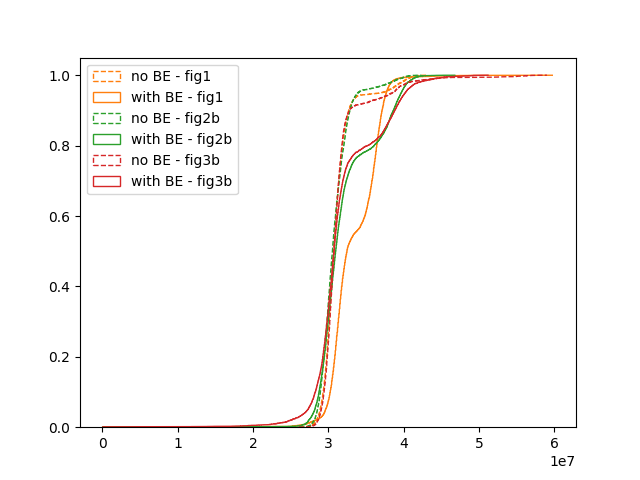 1.0
0.8
0.6
0.4
0.2
0.0
no BE - fig1
with BE - fig1
no BE - fig2b
with BE - fig2b
no BE - fig3b
with BE - fig3b
0 1 2 3 4 5 6
1e7